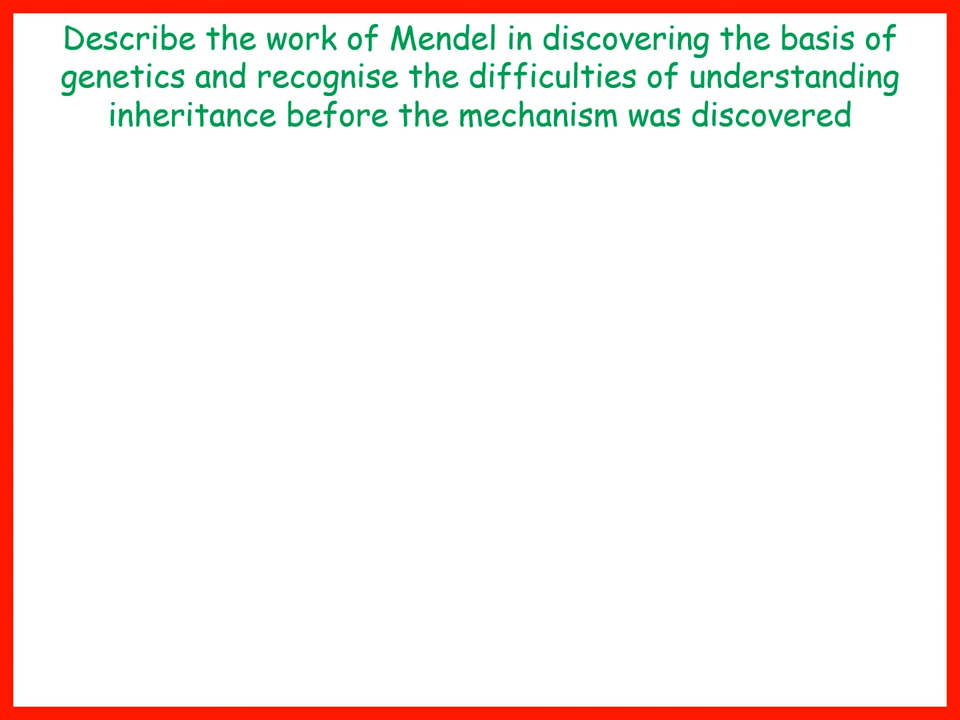 Describe the work of Mendel in discovering the basis of
genetics and recognise the difficulties of understanding
inheritance before the mechanism was discovered